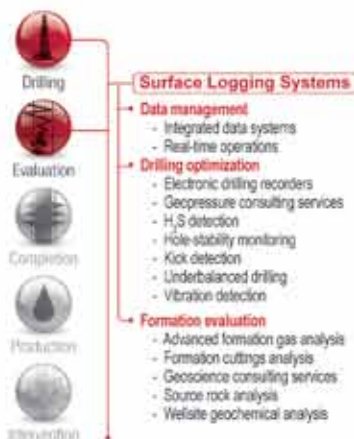 Drilling
Evaluation
Completion
Production
Intervention
Surface Logging Systems
Data management
- Integrated data systems
- Real-time operations
Drilling optimization
- Electronic drilling recorders
- Geopressure consulting services
- H₂S detection
- Hole-stability monitoring
- Kick detection
- Underbalanced drilling
- Vibration detection
Formation evaluation
- Advanced formation gas analysis
- Formation cuttings analysis
- Geoscience consulting services
- Source rock analysis
- Wellsite geochemical analysis